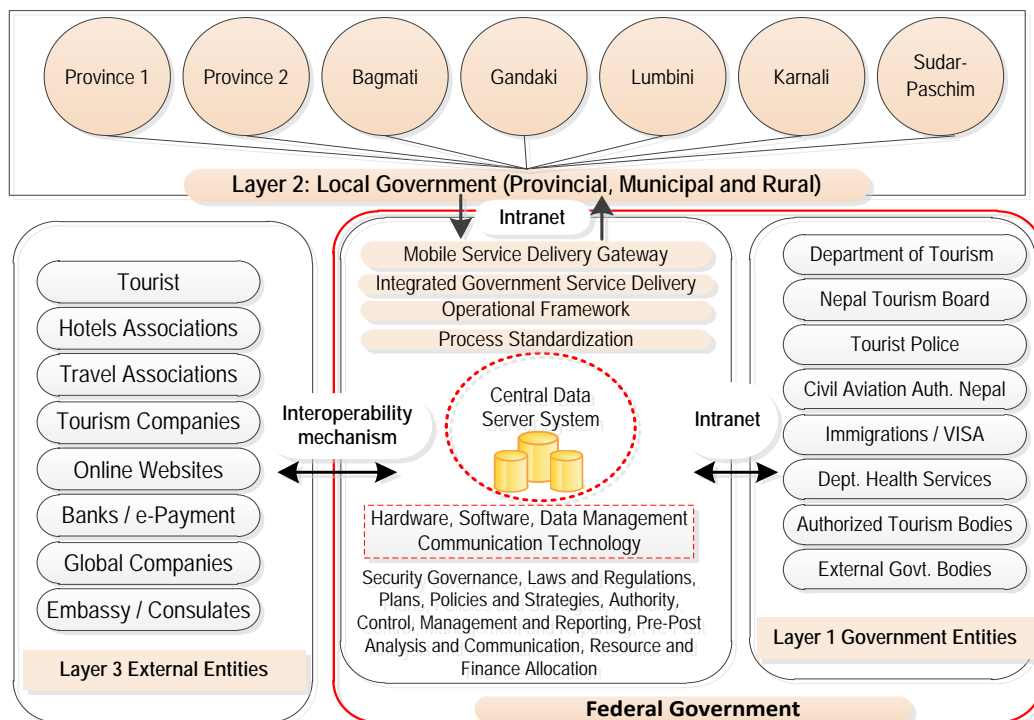 Province 1
Province 2
Bagmati
Gandaki
Lumbini
Karnali
Sudar-
Paschim
Layer 2: Local Government (Provincial, Municipal and Rural)
Intranet
Tourist
Hotels Associations
Travel Associations
Tourism Companies
Online Websites
Banks / e-Payment
Global Companies
Embassy / Consulates
Layer 3 External Entities
Interoperability
mechanism
Mobile Service Delivery Gateway
Integrated Government Service Delivery
Operational Framework
Process Standardization
Central Data
Server System
Hardware, Software, Data Management
Communication Technology
Security Governance, Laws and Regulations,
Plans, Policies and Strategies, Authority,
Control, Management and Reporting, Pre-Post
Analysis and Communication, Resource and
Finance Allocation
Intranet
Department of Tourism
Nepal Tourism Board
Tourist Police
Civil Aviation Auth. Nepal
Immigrations / VISA
Dept. Health Services
Authorized Tourism Bodies
External Govt. Bodies
Layer 1 Government Entities
Federal Government